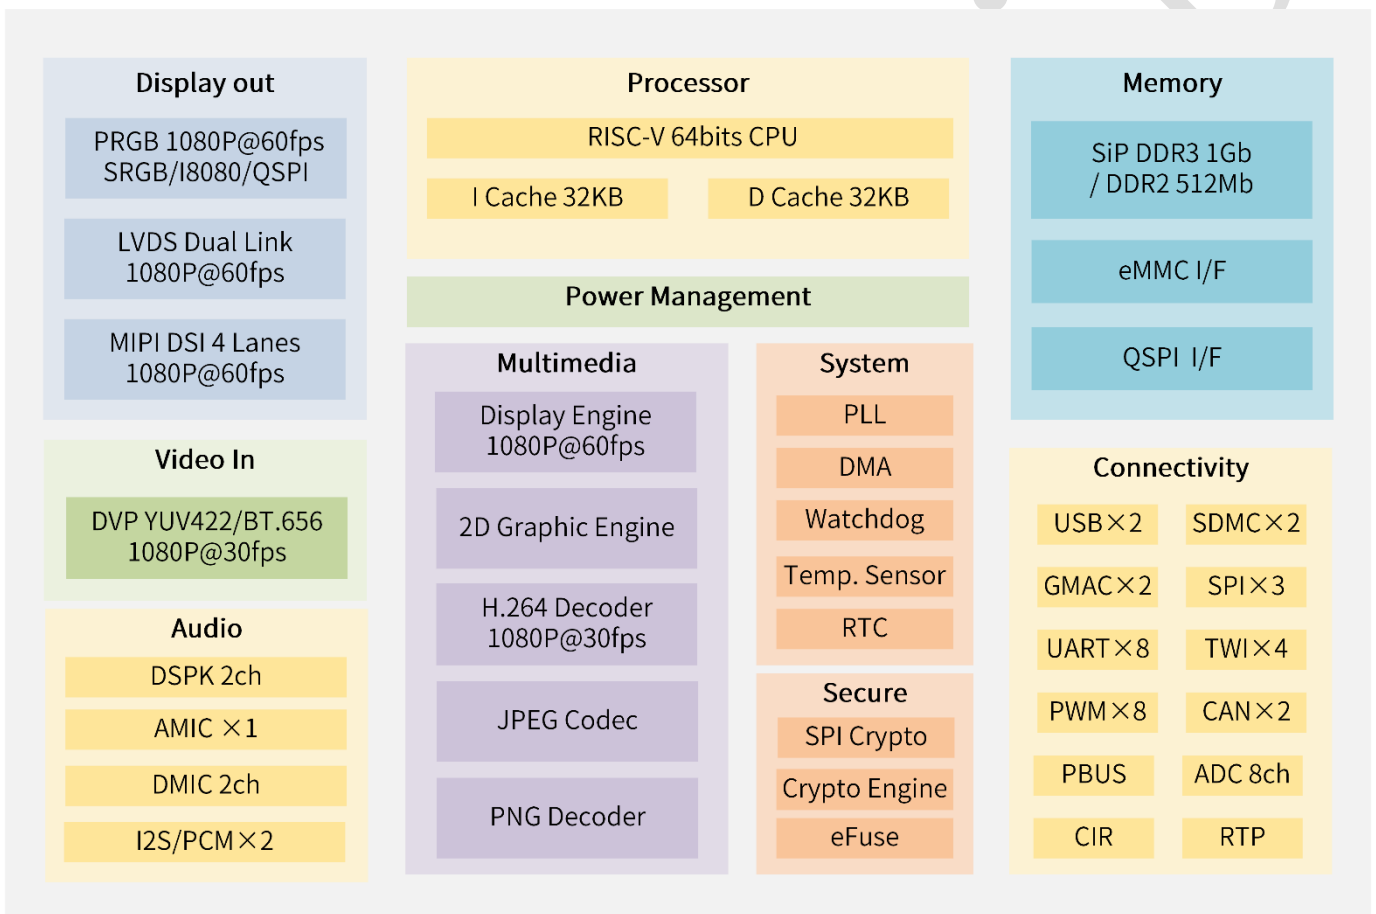 Display out
PRGB 1080P@60fps
SRGB/I8080/QSPI
LVDS Dual Link
1080P@60fps
MIPI DSI 4 Lanes
1080P@60fps
Video In
DVP YUV422/BT.656
1080P@30fps
Audio
DSPK 2ch
AMIC ×1
DMIC 2ch
I2S/PCM×2
Processor
RISC-V 64bits CPU
I Cache 32KB
D Cache 32KB
Power Management
Multimedia
Display Engine
1080P@60fps
2D Graphic Engine
H.264 Decoder
1080P@30fps
JPEG Codec
PNG Decoder
System
PLL
DMA
Watchdog
Temp. Sensor
RTC
Secure
SPI Crypto
Crypto Engine
eFuse
Memory
SiP DDR3 1Gb
/ DDR2 512Mb
eMMC I/F
QSPI I/F
Connectivity
USB×2
SDMC×2
GMAC×2
SPI×3
UART×8
TWI×4
PWM×8
CAN×2
PBUS
ADC 8ch
CIR
RTP